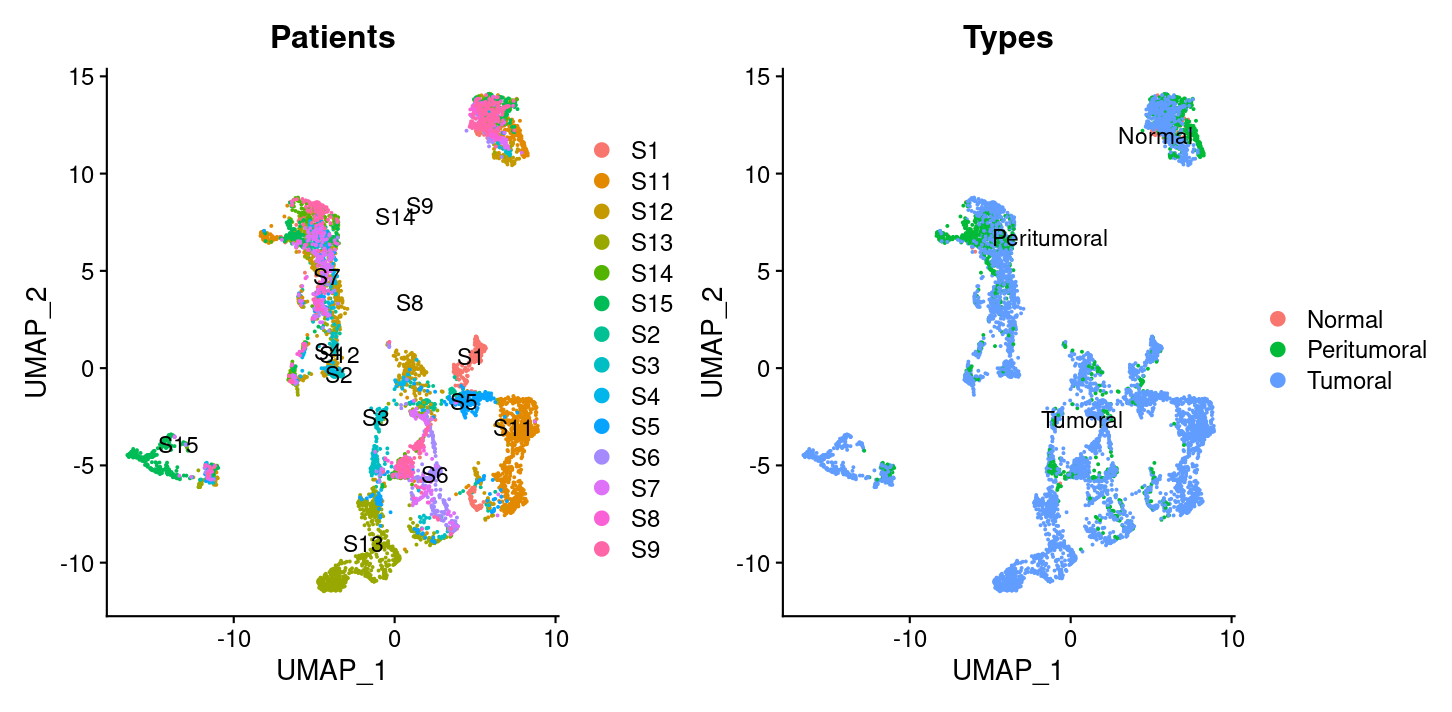 Patients
15
10
5
0
-5
-10
UMAP_2
-10
0
10
UMAP_1
S9
S14
S7
S8
S4
S12
S2
S1
S5
S3
S11
S15
S6
S13
S1
S11
S12
S13
S14
S15
S2
S3
S4
S5
S6
S7
S8
S9
Types
15
10
5
0
-5
-10
UMAP_2
-10
0
10
UMAP_1
Normal
Peritumoral
Tumoral
Normal
Peritumoral
Tumoral